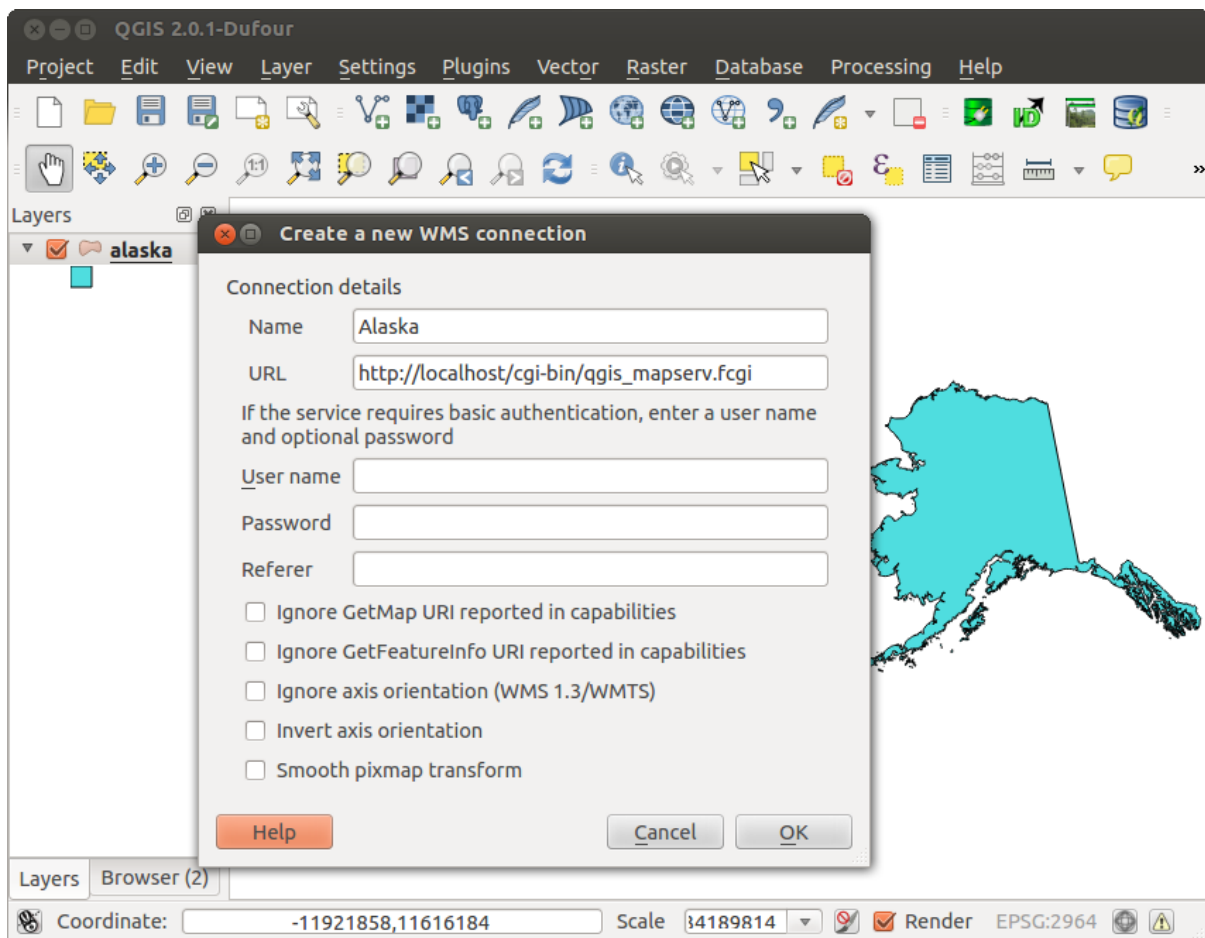 QGIS 2.0.1-Dufour
Project Edit View Layer Settings Plugins Vector Raster Database Processing Help
1:1
Layers
alaska
Create a new WMS connection
Connection details
Name Alaska
URL http://localhost/cgi-bin/qgis_mapserv.fcgi
If the service requires basic authentication, enter a user name
and optional password
User name
Password
Referer
Ignore GetMap URI reported in capabilities
Ignore GetFeatureInfo URI reported in capabilities
Ignore axis orientation (WMS 1.3/WMTS)
Invert axis orientation
Smooth pixmap transform
Help Cancel OK
Layers Browser (2)
Coordinate: -11921858,11616184 Scale 34189814 Render EPSG:2964